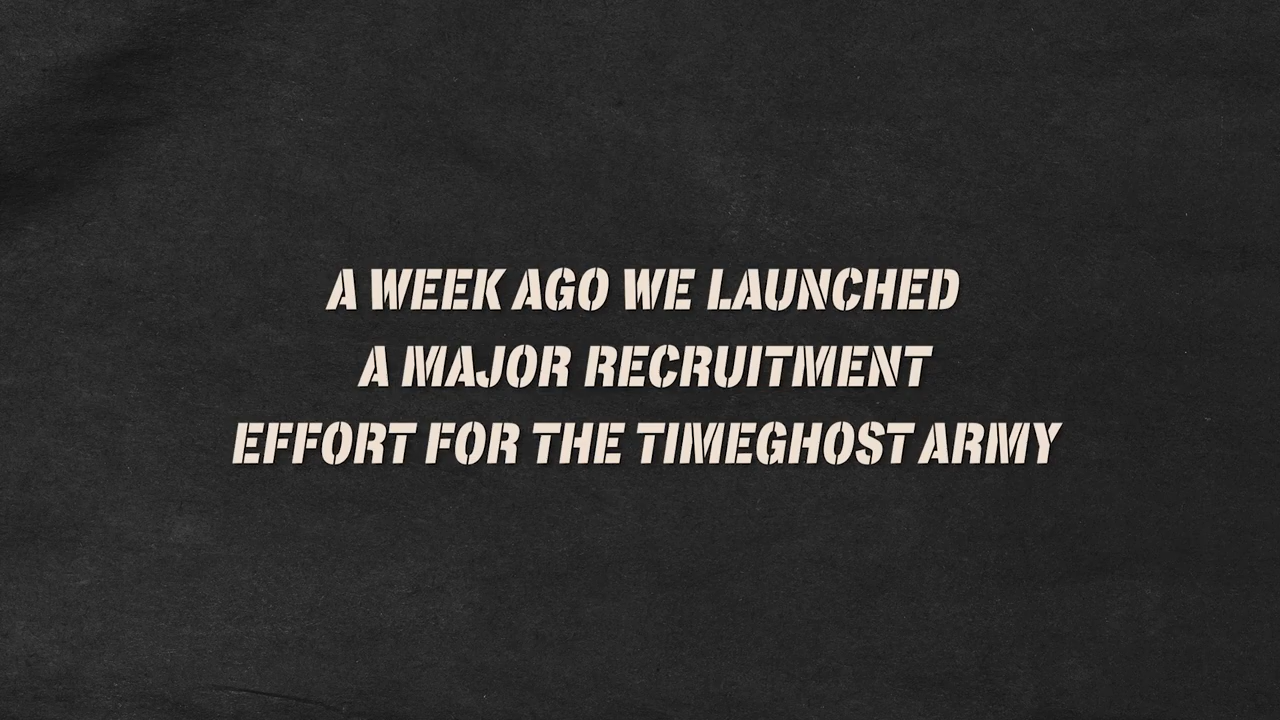 A WEEK AGO WE LAUNCHED
A MAJOR RECRUITMENT
EFFORT FOR THE TIMEGHOST ARMY